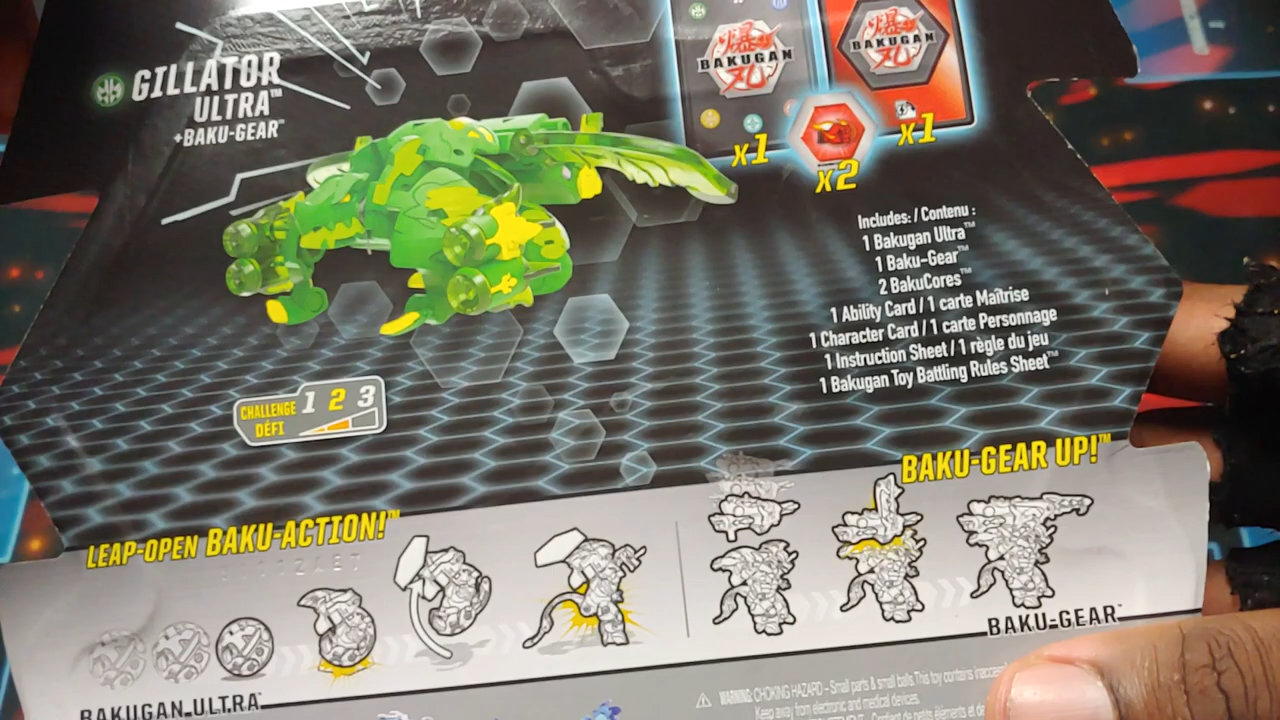 GILLATOR
ULTRA™
+BAKU-GEAR™
爆
BAKUGAN
丸
x1
爆
BAKUGAN
丸
x1
x2
Includes: / Contenu :
1 Bakugan Ultra™
1 Baku-Gear™
2 BakuCores™
1 Ability Card / 1 carte Maîtrise
1 Character Card / 1 carte Personnage
1 Instruction Sheet / 1 règle du jeu
1 Bakugan Toy Battling Rules Sheet™
CHALLENGE
DÉFI
1 2 3
LEAP-OPEN BAKU-ACTION!™
BAKU-GEAR UP!™
BAKUGAN ULTRA™
BAKU-GEAR™
WARNING: CHOKING HAZARD - Small parts & small balls. This toy contains
Keep away from electronic and medical devices.